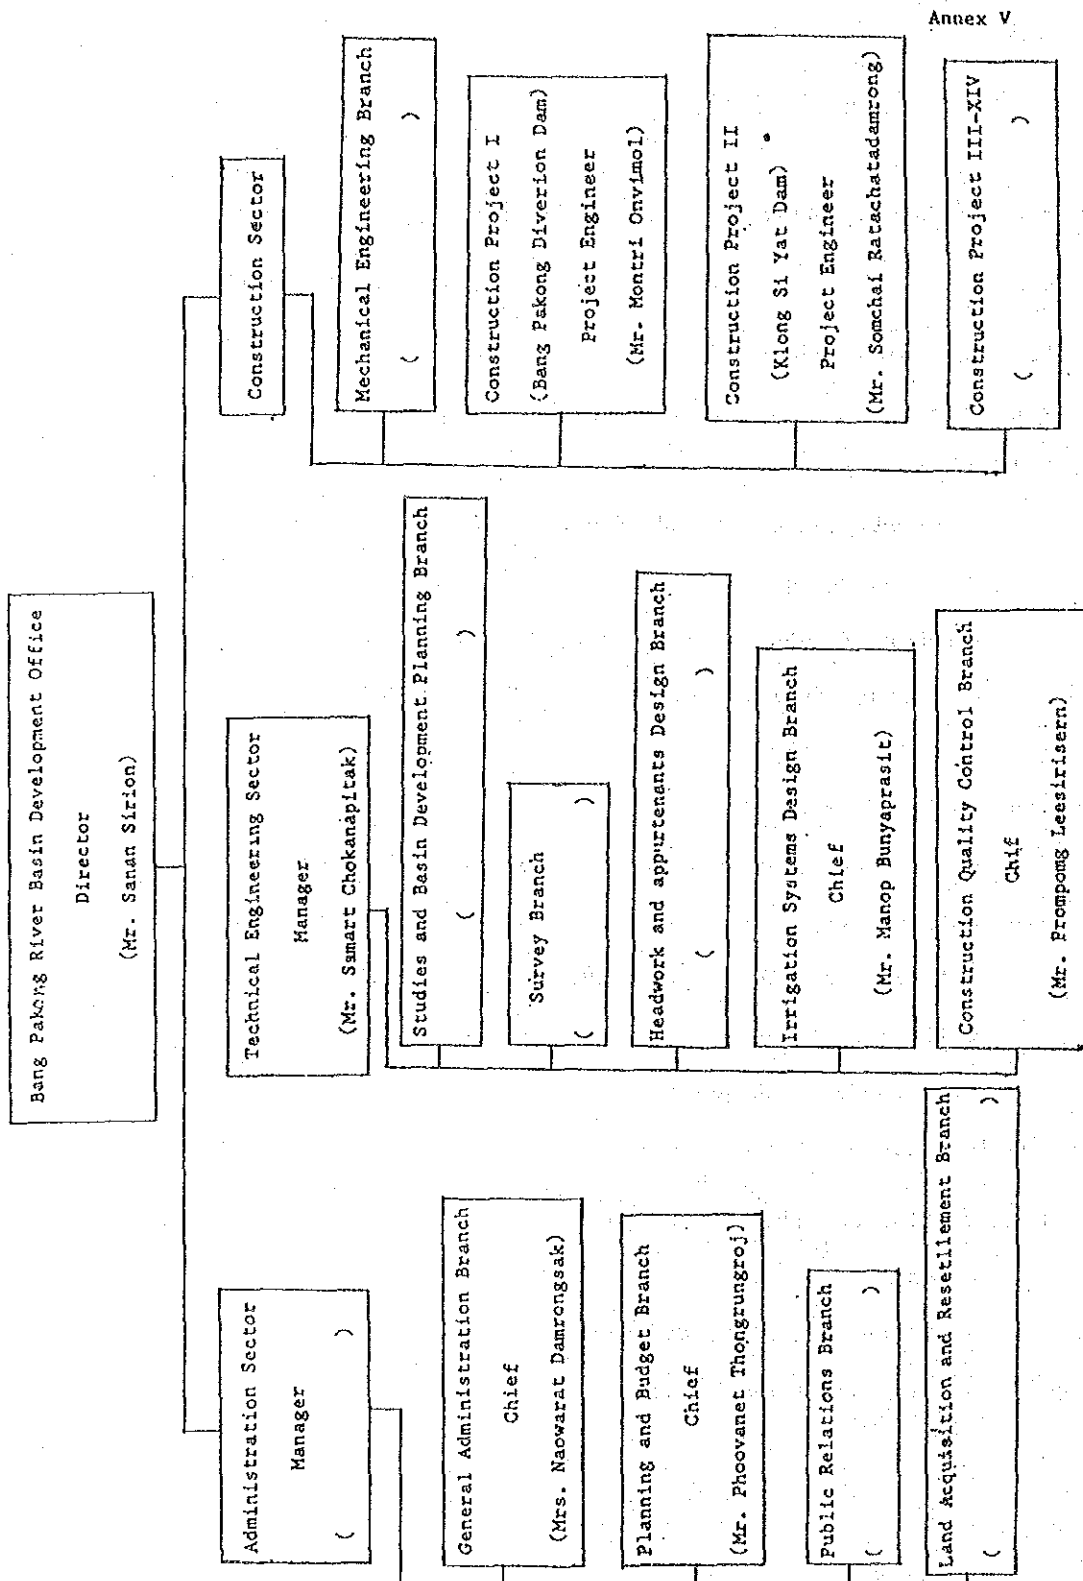 Annex V
Bang Pakong River Basin Development Office
Director
(Mr. Sanan Sirion)
Administration Sector
Manager
( )
General Administration Branch
Chief
(Mrs. Naowarat Damrongsak)
Planning and Budget Branch
Chief
(Mr. Phoovanet Thongrungroj)
Public Relations Branch
( )
Land Acquisition and Resetllement Branch
( )
Technical Engineering Sector
Manager
(Mr. Smart Chokanapitak)
Studies and Basin Development Planning Branch
( )
Survey Branch
( )
Headwork and appurtenants Design Branch
( )
Irrigation Systems Design Branch
Chief
(Mr. Manop Bunyaprasit)
Construction Quality Control Branch
Chif
(Mr. Prompomg Leesirisern)
Construction Sector
Mechanical Engineering Branch
( )
Construction Project I
(Bang Pakong Diverion Dam)
Project Engineer
(Mr. Montri Onvimol)
Construction Project II
(Klong Si Yat Dam)
Project Engineer
(Mr. Somchai Ratachatadamrong)
Construction Project III-XIV
( )